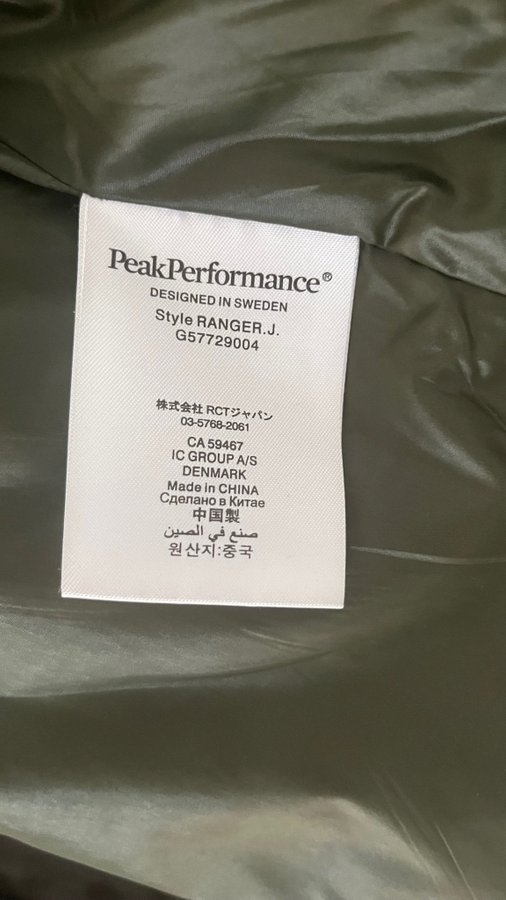 PeakPerformance®
DESIGNED IN SWEDEN
Style RANGER.J.
G57729004
株式会社 RCTジャパン
03-5768-2061
CA 59467
IC GROUP A/S
DENMARK
Made in CHINA
Сделано в Китае
中国製
صنع في الصين
원산지:중국